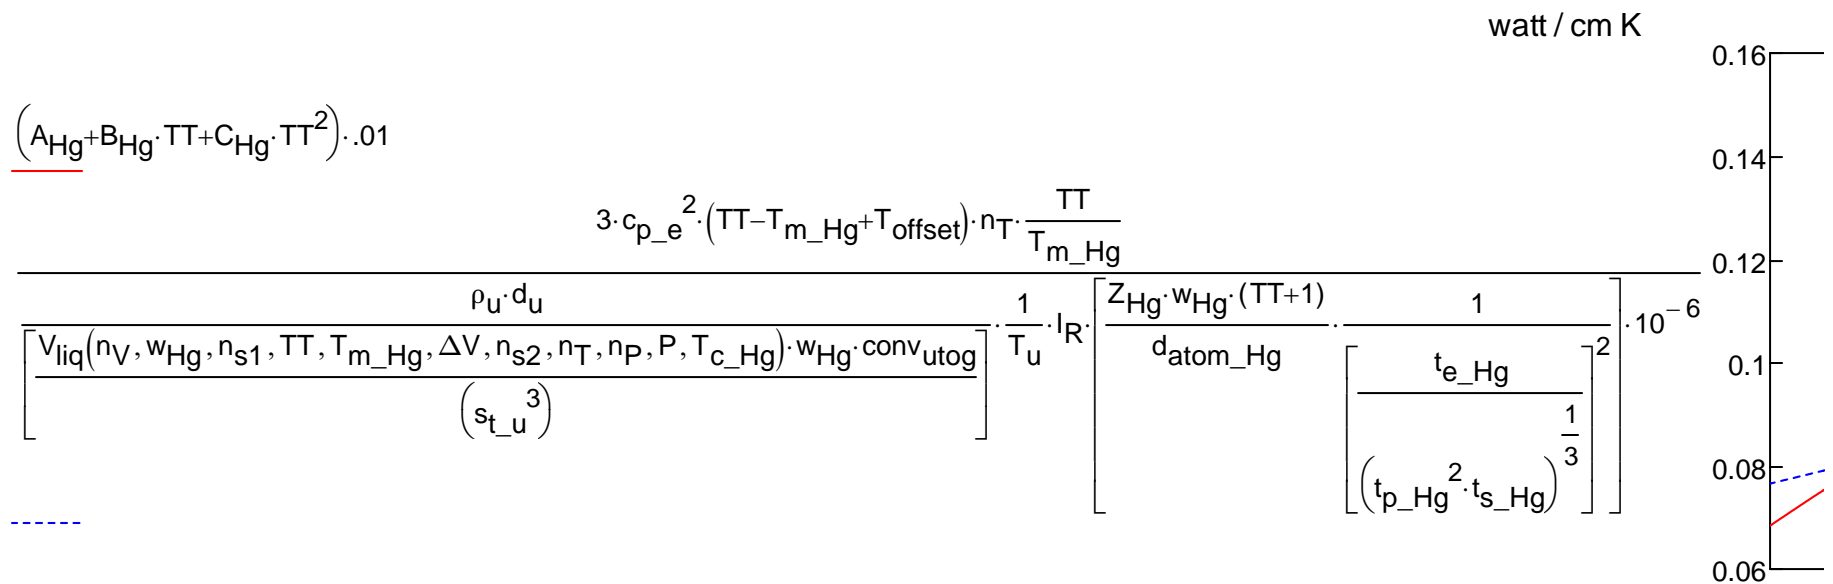 watt / cm K
0.16
(A_Hg+B_Hg·TT+C_Hg·TT^2)·.01
0.14
3·c_p_e^2·(TT−T_m_Hg+T_offset)·n_T·TT/T_m_Hg
0.12
ρ_u·d_u/[V_liq(n_V, w_Hg, n_s1, TT, T_m_Hg, ΔV, n_s2, n_T, n_P, P, T_c_Hg)·w_Hg·conv_utog/(s_t_u^3)]·1/T_u·I_R·[Z_Hg·w_Hg·(TT+1)/d_atom_Hg·1/[t_e_Hg/(t_p_Hg^2·t_s_Hg)^(1/3)]^2]·10^−6
0.1
0.08
0.06